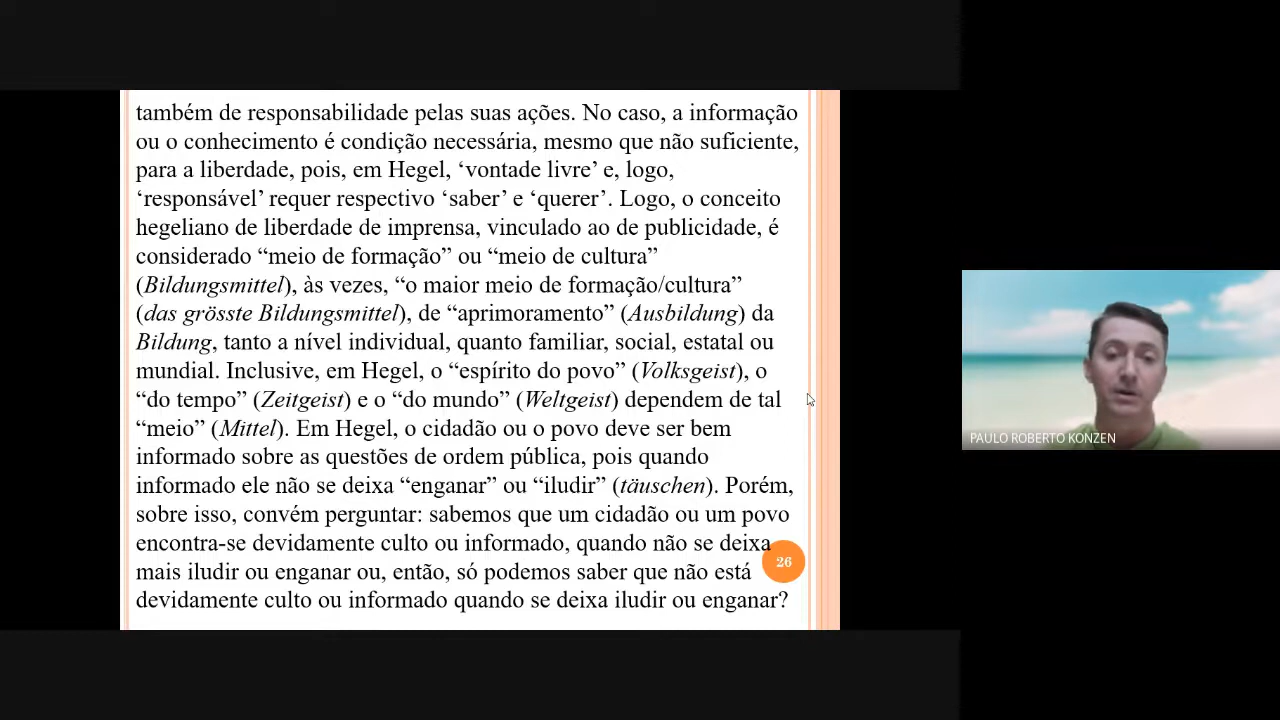 também de responsabilidade pelas suas ações. No caso, a informação
ou o conhecimento é condição necessária, mesmo que não suficiente,
para a liberdade, pois, em Hegel, ‘vontade livre’ e, logo,
‘responsável’ requer respectivo ‘saber’ e ‘querer’. Logo, o conceito
hegeliano de liberdade de imprensa, vinculado ao de publicidade, é
considerado “meio de formação” ou “meio de cultura”
(Bildungsmittel), às vezes, “o maior meio de formação/cultura”
(das grösste Bildungsmittel), de “aprimoramento” (Ausbildung) da
Bildung, tanto a nível individual, quanto familiar, social, estatal ou
mundial. Inclusive, em Hegel, o “espírito do povo” (Volksgeist), o
“do tempo” (Zeitgeist) e o “do mundo” (Weltgeist) dependem de tal
“meio” (Mittel). Em Hegel, o cidadão ou o povo deve ser bem
informado sobre as questões de ordem pública, pois quando
informado ele não se deixa “enganar” ou “iludir” (täuschen). Porém,
sobre isso, convém perguntar: sabemos que um cidadão ou um povo
encontra-se devidamente culto ou informado, quando não se deixa
mais iludir ou enganar ou, então, só podemos saber que não está
devidamente culto ou informado quando se deixa iludir ou enganar?
26
PAULO ROBERTO KONZEN